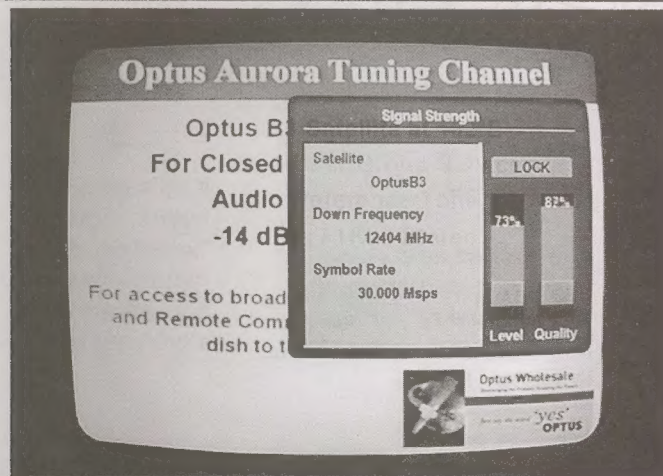 Optus Aurora Tuning Channel
Optus B3
For Closed
Audio
-14 dB
For access to broad
and Remote Com
dish to t
Signal Strength
Satellite
OptusB3
Down Frequency
12404 MHz
Symbol Rate
30.000 Msps
LOCK
73%
83%
Level Quality
Optus Wholesale
'yes'
OPTUS